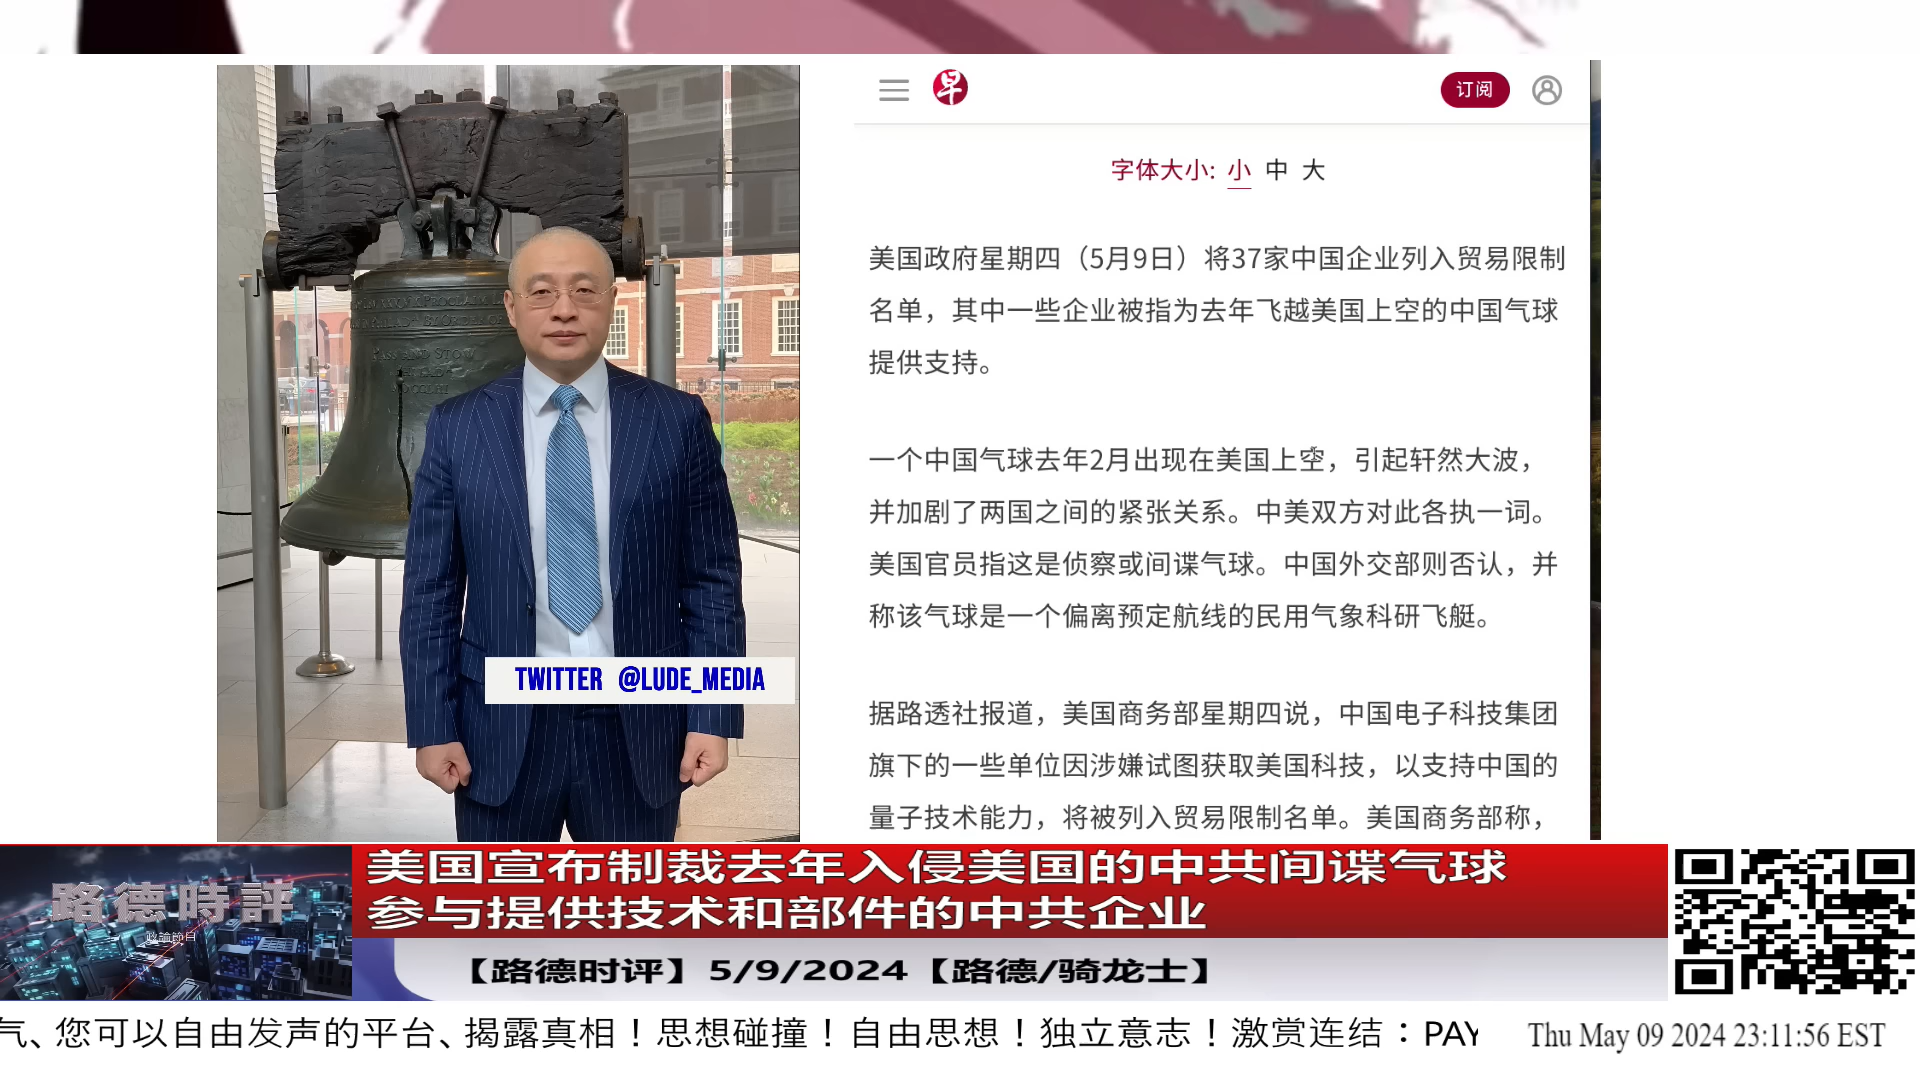 早
订阅
字体大小: 小 中 大
美国政府星期四（5月9日）将37家中国企业列入贸易限制
名单，其中一些企业被指为去年飞越美国上空的中国气球
提供支持。
一个中国气球去年2月出现在美国上空，引起轩然大波，
并加剧了两国之间的紧张关系。中美双方对此各执一词。
美国官员指这是侦察或间谍气球。中国外交部则否认，并
称该气球是一个偏离预定航线的民用气象科研飞艇。
据路透社报道，美国商务部星期四说，中国电子科技集团
旗下的一些单位因涉嫌试图获取美国科技，以支持中国的
量子技术能力，将被列入贸易限制名单。美国商务部称，
PASS AND STOW
TWITTER @LUDE_MEDIA
路德時評
政論節目
美国宣布制裁去年入侵美国的中共间谍气球
参与提供技术和部件的中共企业
【路德时评】5/9/2024【路德/骑龙士】
气、您可以自由发声的平台、揭露真相！思想碰撞！自由思想！独立意志！激赏连结：PAY
Thu May 09 2024 23:11:56 EST